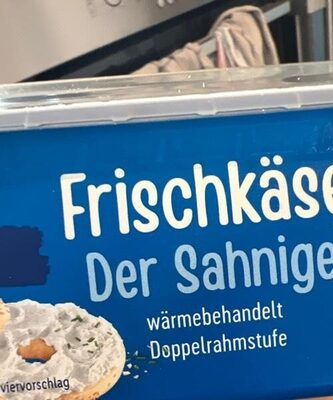 Frischkäse
Der Sahnige
wärmebehandelt
Doppelrahmstufe
viervorschlag